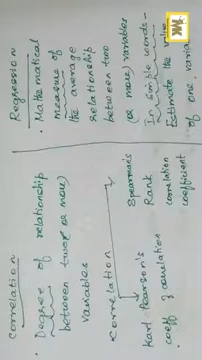 Correlation
• Degree of relationship
between two (or more)
variables
Correlation
Karl Pearson's
• coeff of correlation
Spearman's
Rank
correlation
coefficient
Regression
• Mathematical
measure of
the average
relationship
between two
(or more) variables
In simple words -
Estimate the value
of one varia